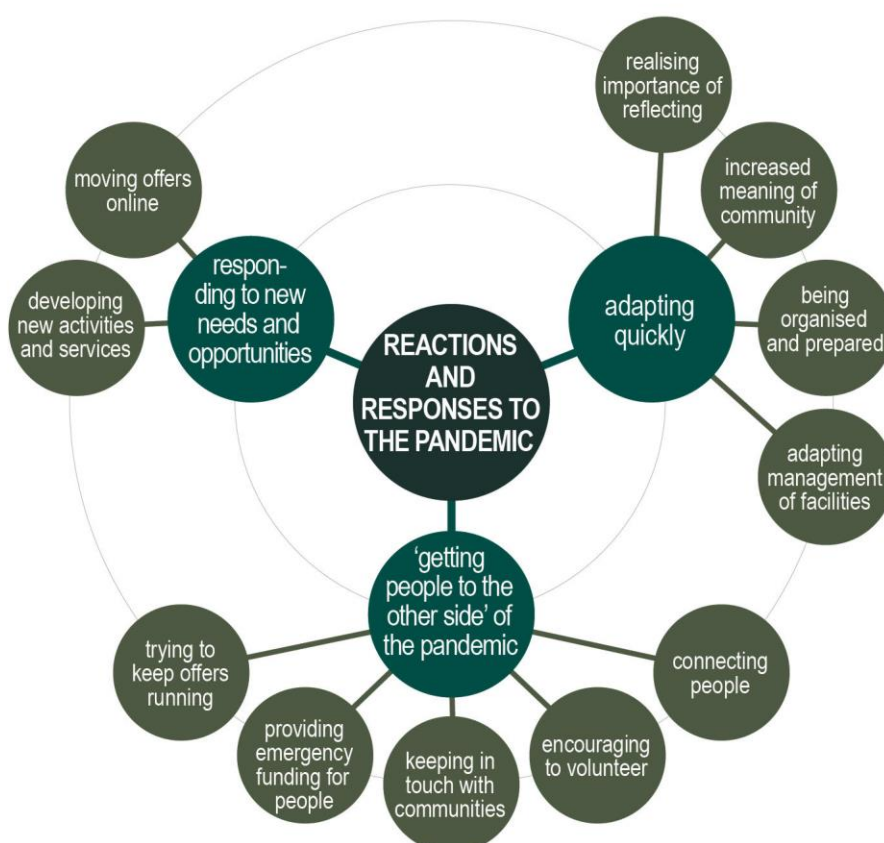 REACTIONS
AND
RESPONSES TO
THE PANDEMIC
respon-
ding to new
needs and
opportunities
moving offers
online
developing
new activities
and services
adapting
quickly
realising
importance of
reflecting
increased
meaning of
community
being
organised
and prepared
adapting
management
of facilities
‘getting
people to the
other side’ of
the pandemic
trying to
keep offers
running
providing
emergency
funding for
people
keeping in
touch with
communities
encouraging
to volunteer
connecting
people